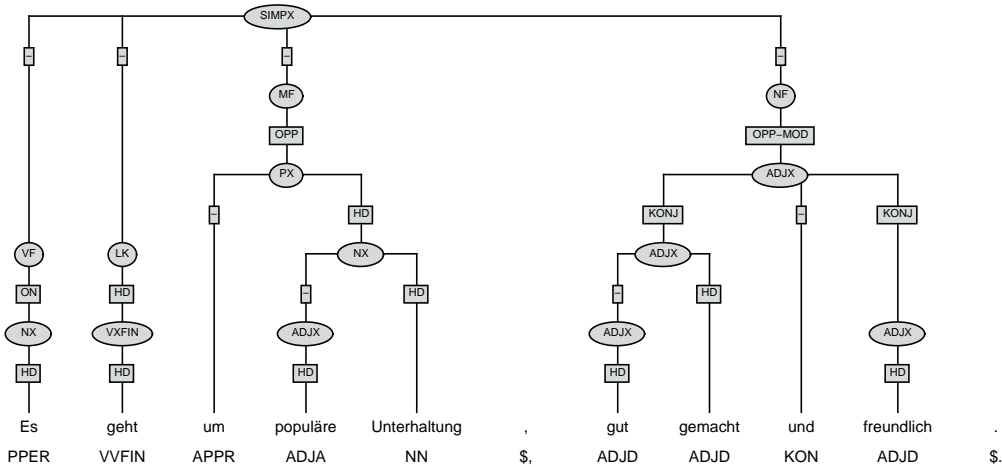 SIMPX
– – – –
MF NF
OPP OPP–MOD
PX ADJX
– HD KONJ – KONJ
VF LK NX ADJX
ON HD – HD – HD
NX VXFIN ADJX ADJX ADJX
HD HD HD HD HD
Es geht um populäre Unterhaltung , gut gemacht und freundlich .
PPER VVFIN APPR ADJA NN $, ADJD ADJD KON ADJD $.